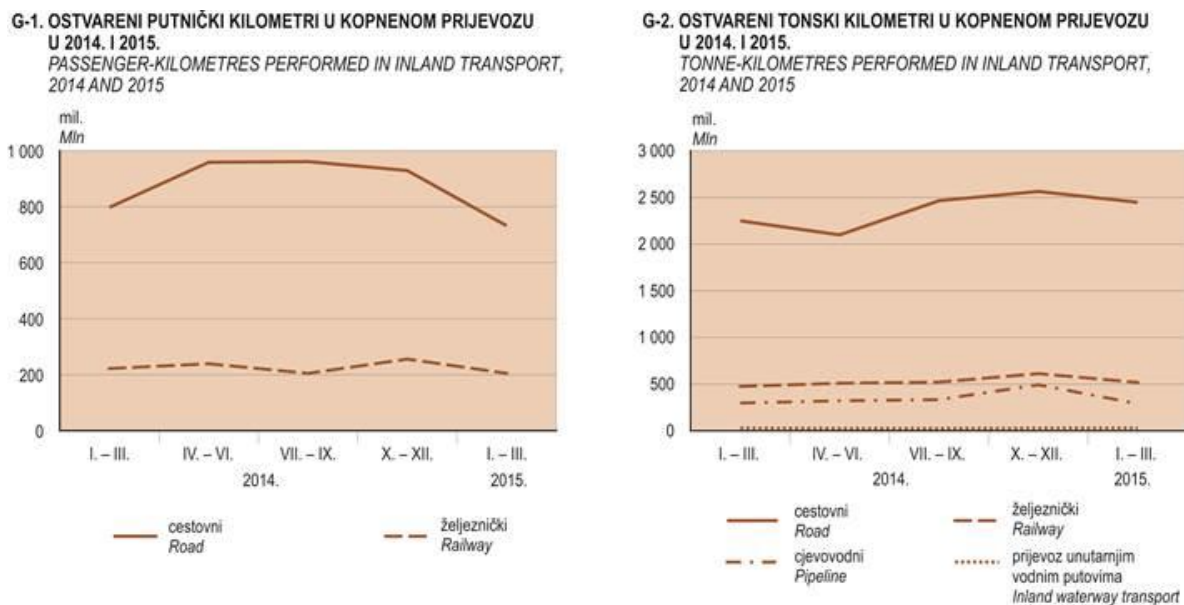 G-1. OSTVARENI PUTNIČKI KILOMETRI U KOPNENOM PRIJEVOZU
U 2014. I 2015.
PASSENGER-KILOMETRES PERFORMED IN INLAND TRANSPORT,
2014 AND 2015
mil.
Mln
1 000
800
600
400
200
0
I. – III.
IV. – VI.
VII. – IX.
X. – XII.
I. – III.
2014.
2015.
cestovni
Road
željeznički
Railway
G-2. OSTVARENI TONSKI KILOMETRI U KOPNENOM PRIJEVOZU
U 2014. I 2015.
TONNE-KILOMETRES PERFORMED IN INLAND TRANSPORT,
2014 AND 2015
mil.
Mln
3 000
2 500
2 000
1 500
1 000
500
0
I. – III.
IV. – VI.
VII. – IX.
X. – XII.
I. – III.
2014.
2015.
cestovni
Road
željeznički
Railway
cjevovodni
Pipeline
prijevoz unutarnjim
vodnim putovima
Inland waterway transport